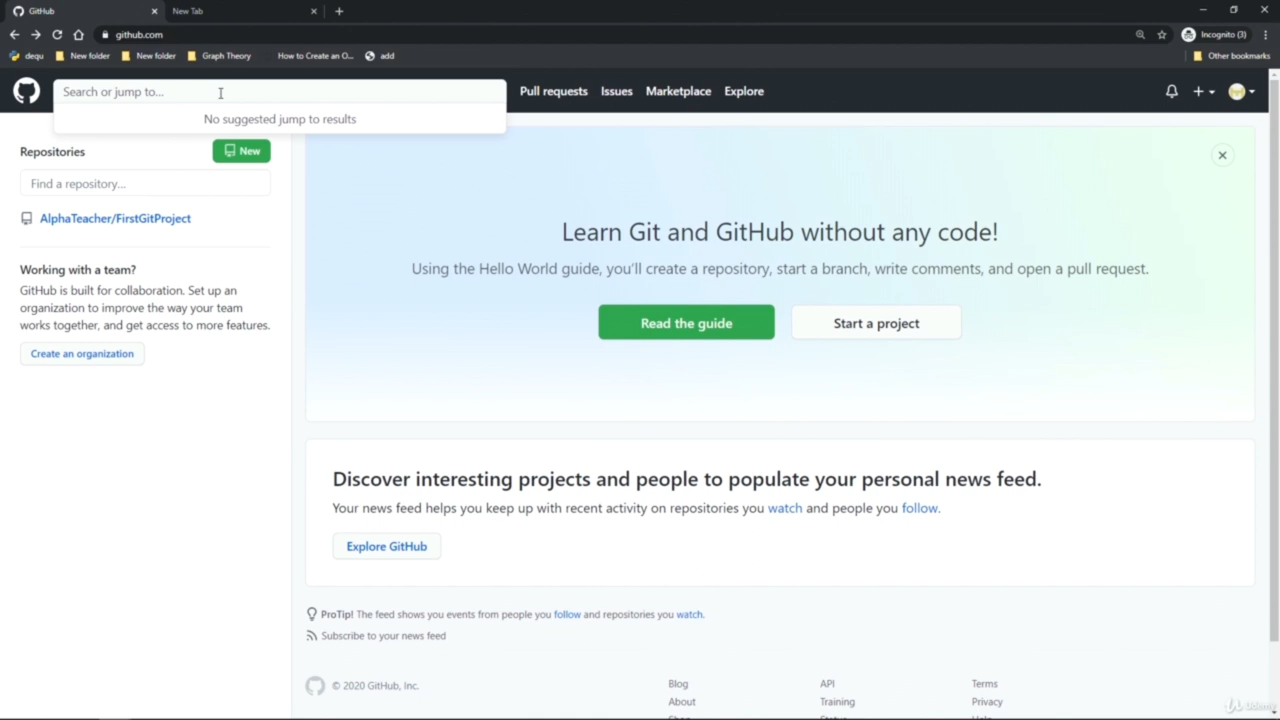 GitHub
New Tab
github.com
Incognito (3)
dequ
New folder
New folder
Graph Theory
How to Create an O...
add
Other bookmarks
Search or jump to...
Pull requests
Issues
Marketplace
Explore
No suggested jump to results
Repositories
New
Find a repository...
AlphaTeacher/FirstGitProject
Working with a team?
GitHub is built for collaboration. Set up an
organization to improve the way your team
works together, and get access to more features.
Create an organization
Learn Git and GitHub without any code!
Using the Hello World guide, you'll create a repository, start a branch, write comments, and open a pull request.
Read the guide
Start a project
Discover interesting projects and people to populate your personal news feed.
Your news feed helps you keep up with recent activity on repositories you watch and people you follow.
Explore GitHub
ProTip! The feed shows you events from people you follow and repositories you watch.
Subscribe to your news feed
© 2020 GitHub, Inc.
Blog
API
Terms
About
Training
Privacy
Udemy